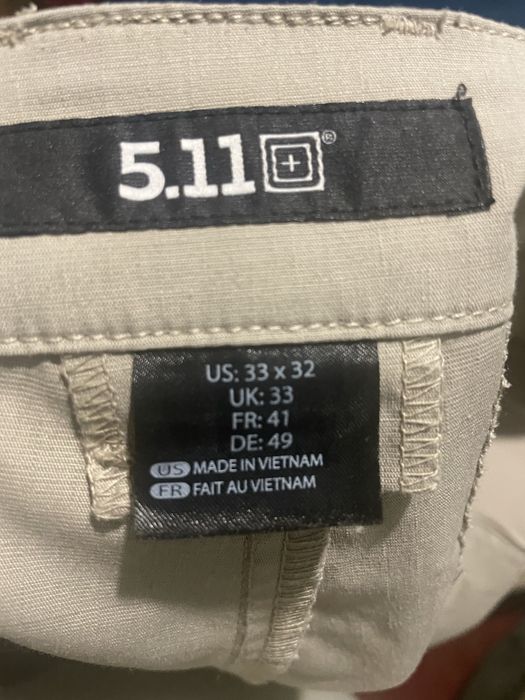 5.11®
US: 33 x 32
UK: 33
FR: 41
DE: 49
US MADE IN VIETNAM
FR FAIT AU VIETNAM